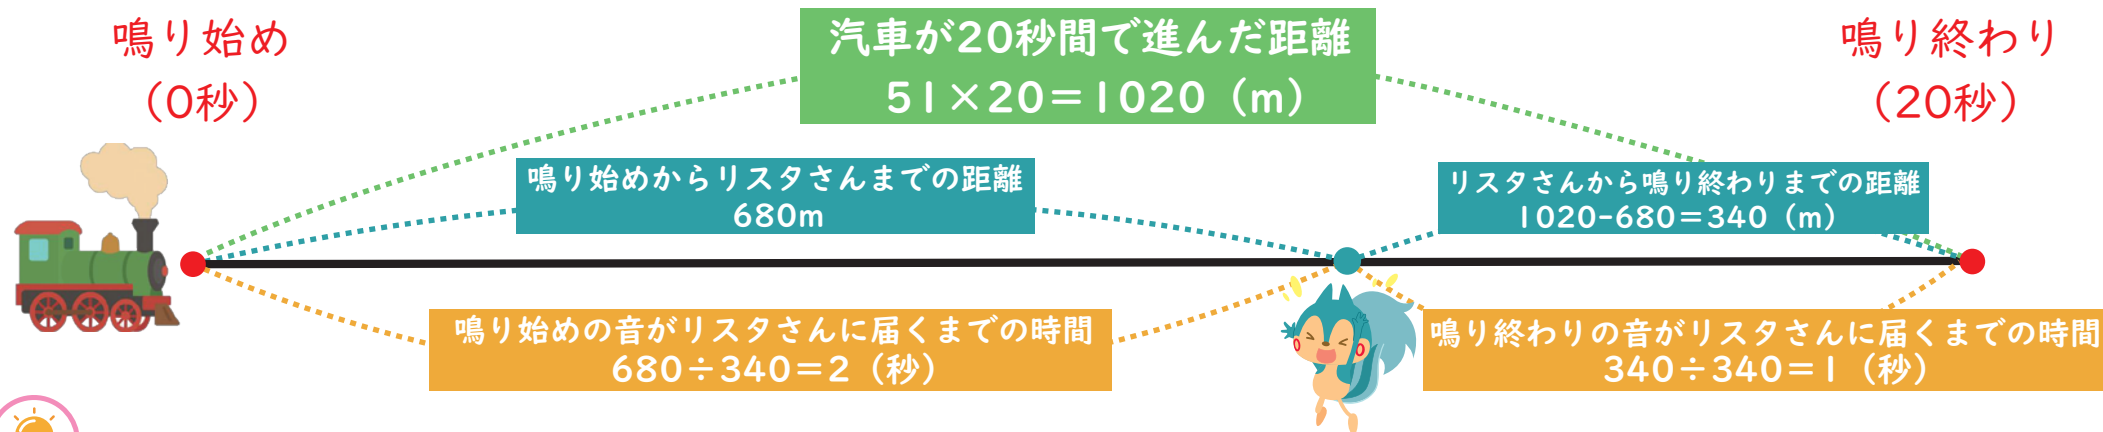 鳴り始め
（0秒）
汽車が20秒間で進んだ距離
51×20＝1020（m）
鳴り終わり
（20秒）
鳴り始めからリスタさんまでの距離
680m
リスタさんから鳴り終わりまでの距離
1020-680＝340（m）
鳴り始めの音がリスタさんに届くまでの時間
680÷340＝2（秒）
鳴り終わりの音がリスタさんに届くまでの時間
340÷340＝1（秒）